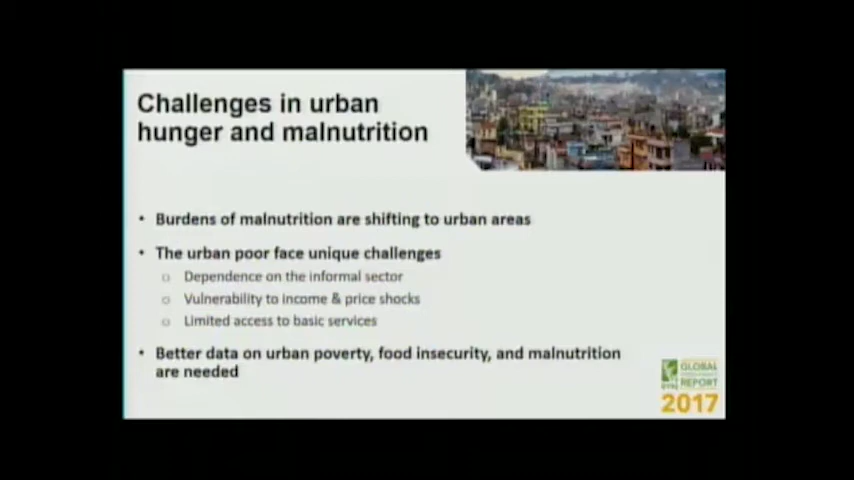 Challenges in urban
hunger and malnutrition
• Burdens of malnutrition are shifting to urban areas
• The urban poor face unique challenges
o Dependence on the informal sector
o Vulnerability to income & price shocks
o Limited access to basic services
• Better data on urban poverty, food insecurity, and malnutrition
are needed
GLOBAL
REPORT
2017